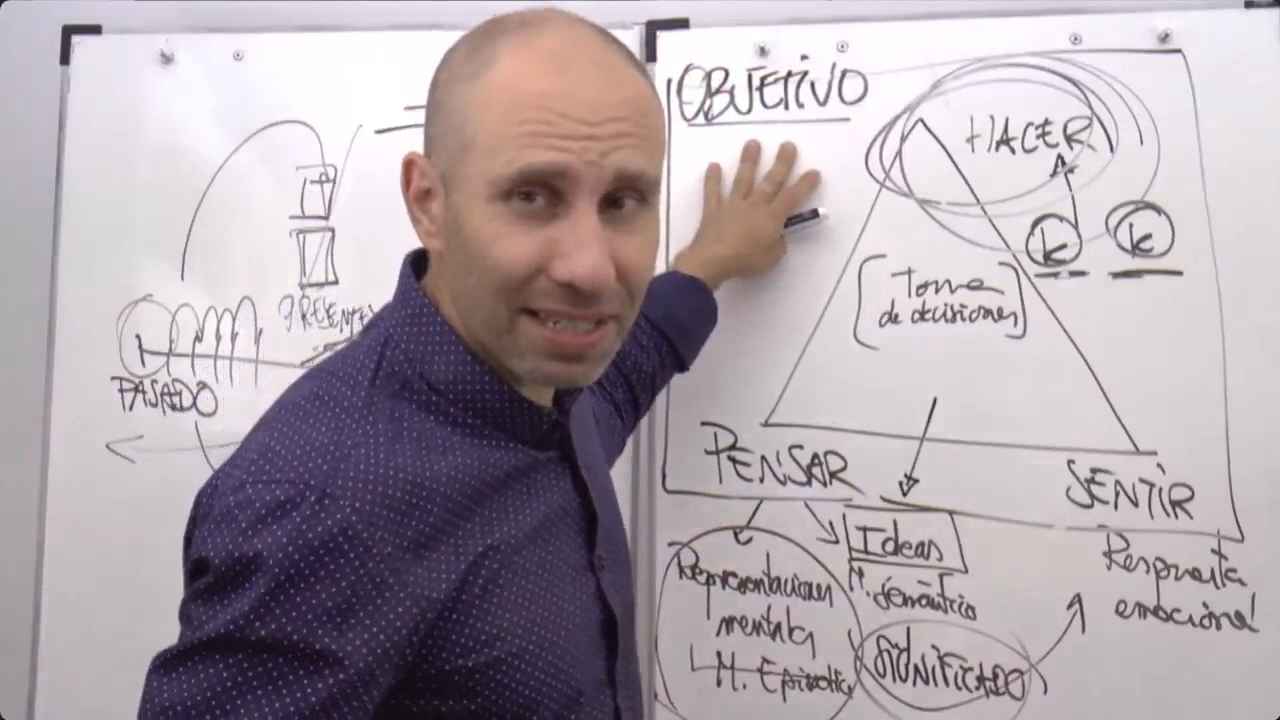 PRESENTE
PASADO
OBJETIVO
HACER
k k
[Toma
de decisiones]
PENSAR
SENTIR
Ideas
M. Semántico
Representaciones
mentales
M. Episódica
SIGNIFICADO
Respuesta
emocional